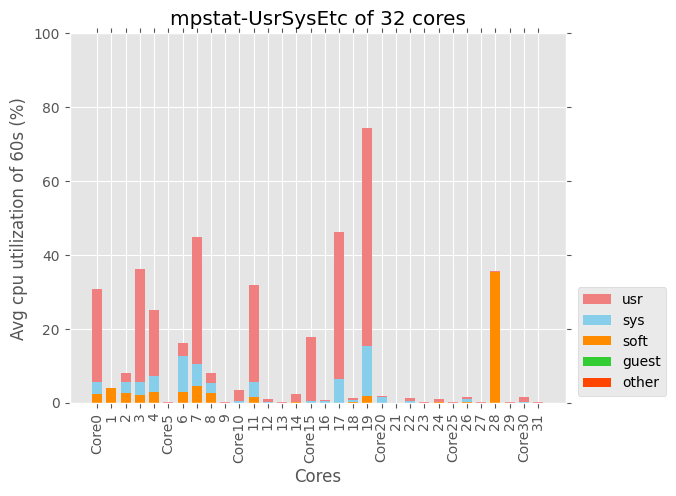 mpstat-UsrSysEtc of 32 cores
Avg cpu utilization of 60s (%)
100
80
60
40
20
0
Core0
1
2
3
4
Core5
6
7
8
9
Core10
11
12
13
14
Core15
16
17
18
19
Core20
21
22
23
24
Core25
26
27
28
29
Core30
31
Cores
usr
sys
soft
guest
other